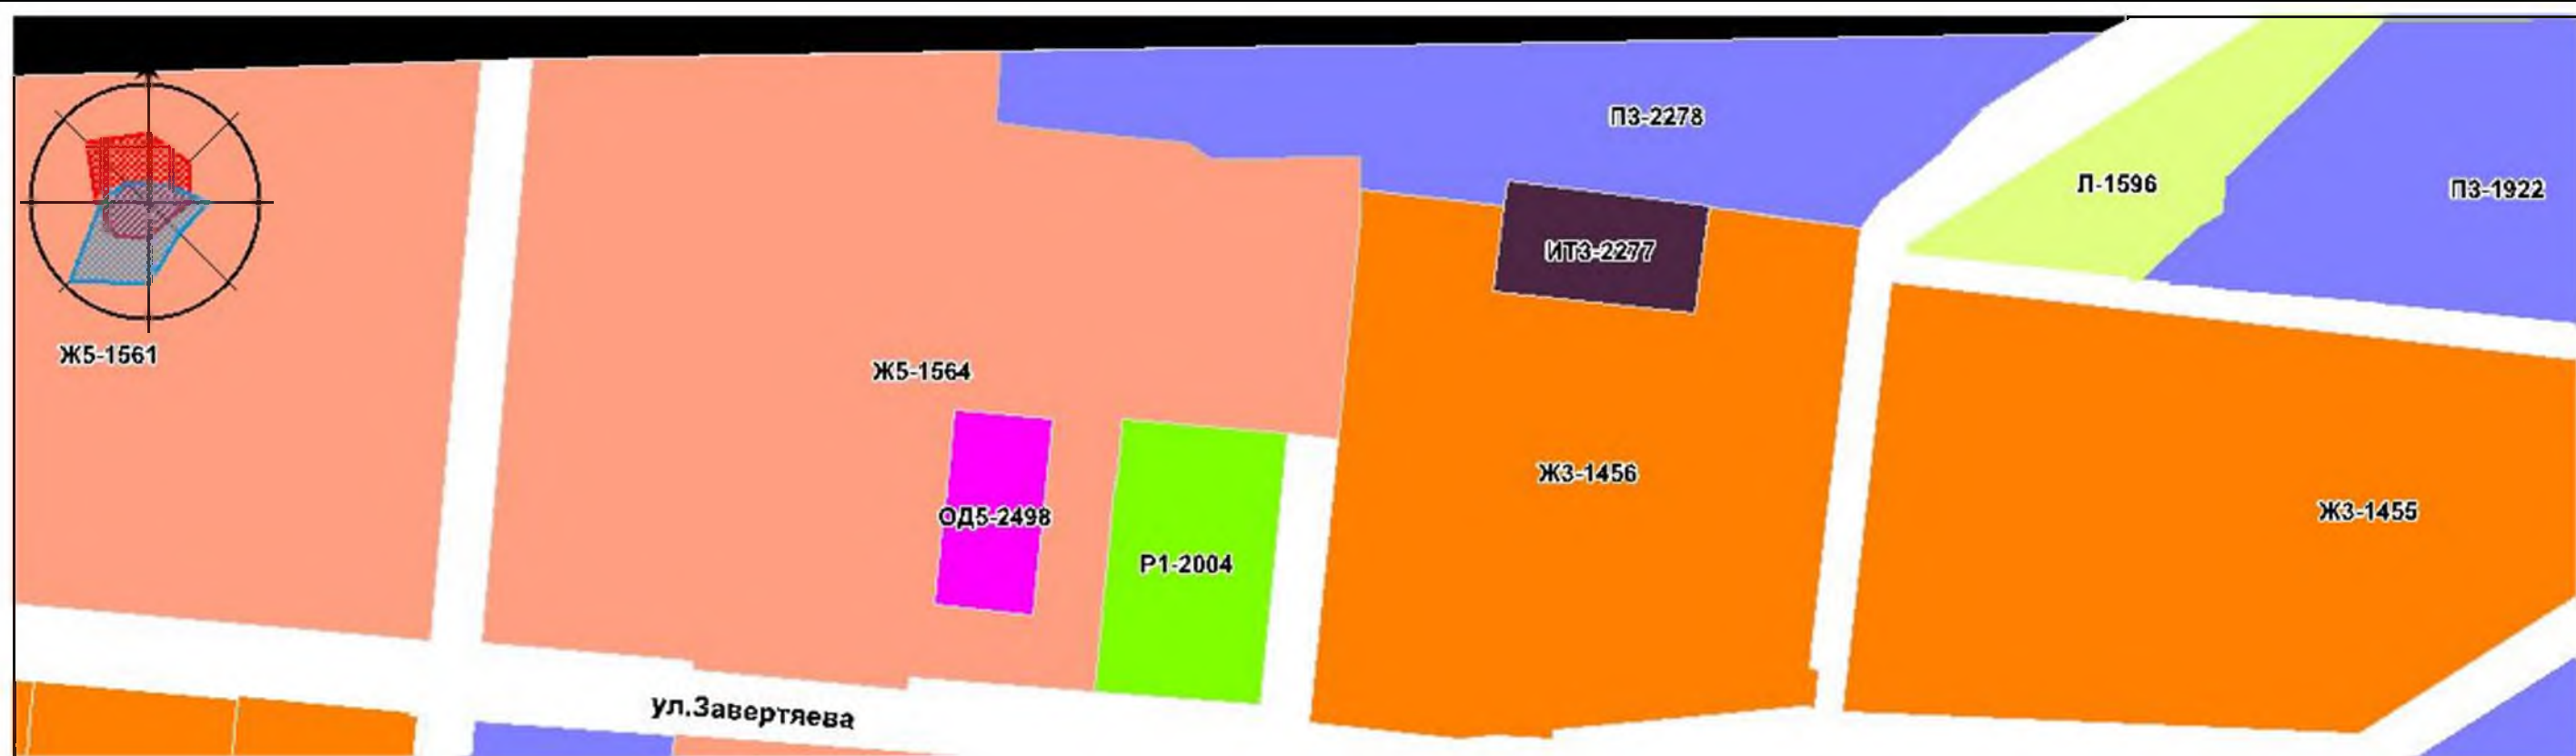 П3-2278
Л-1596
П3-1922
ИТ3-2277
Ж5-1561
Ж5-1564
Ж3-1456
Ж3-1455
ОД5-2498
Р1-2004
ул.Завертяева